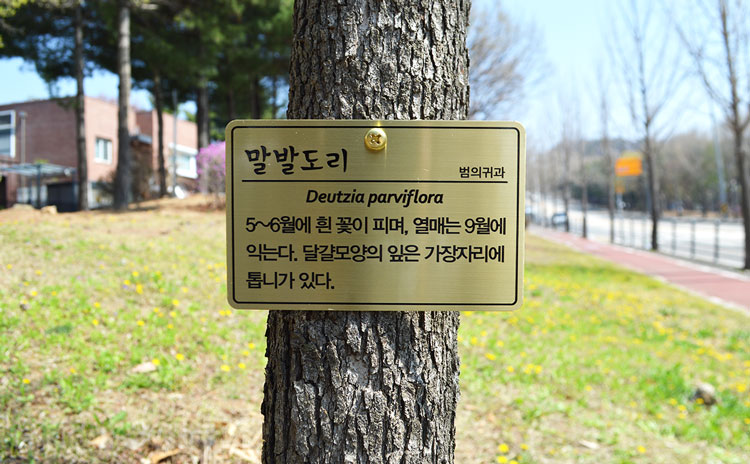 말발도리 범의귀과
Deutzia parviflora
5~6월에 흰 꽃이 피며, 열매는 9월에
익는다. 달걀모양의 잎은 가장자리에
톱니가 있다.